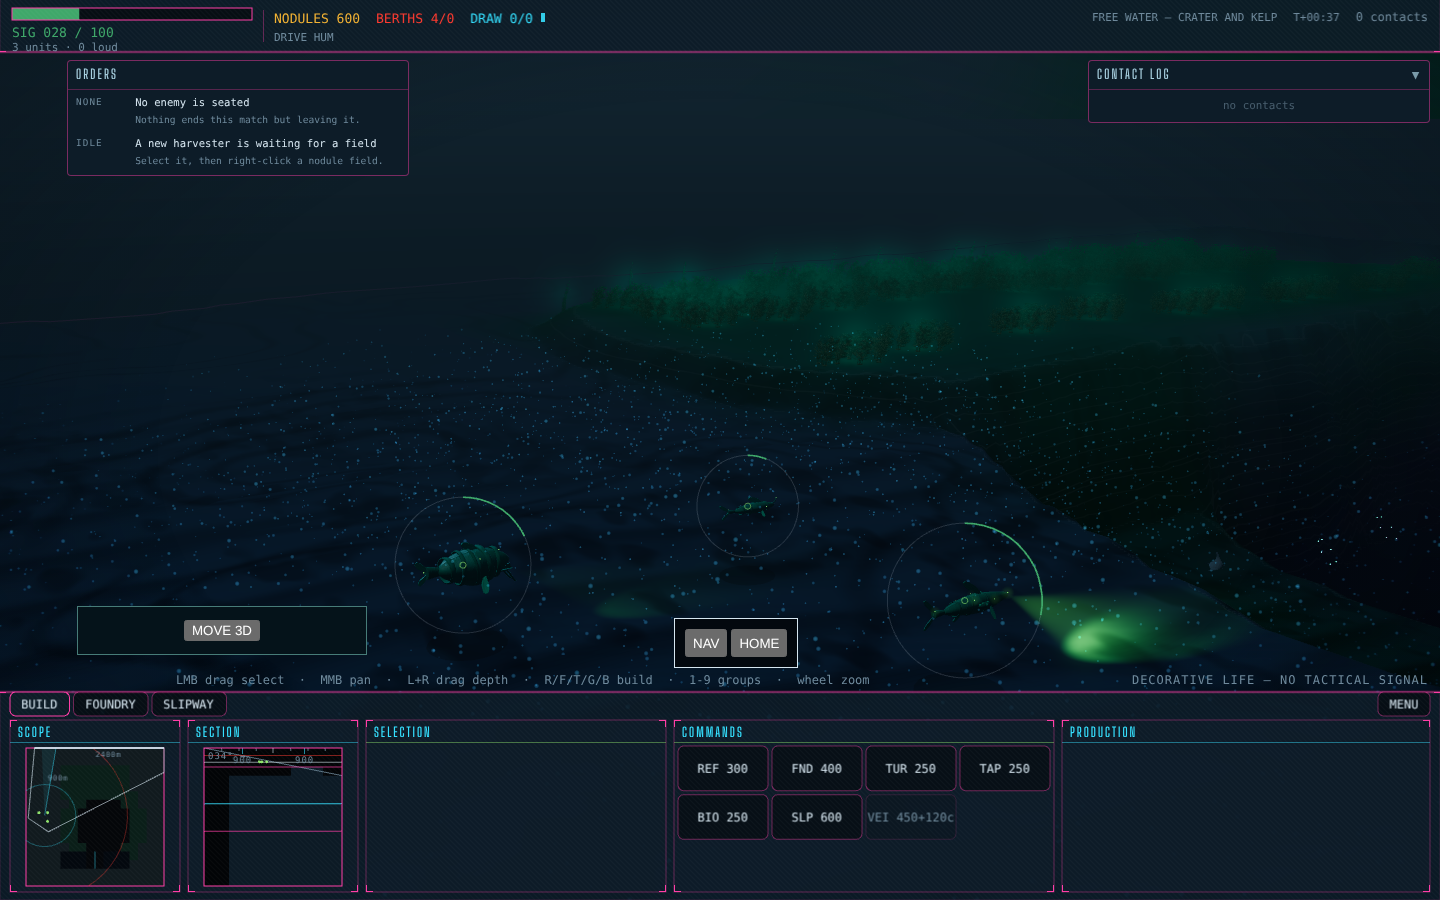 SIG 028 / 100
3 units · 0 loud
NODULES 600 BERTHS 4/0 DRAW 0/0
DRIVE HUM
FREE WATER — CRATER AND KELP T+00:37 0 contacts
ORDERS
NONE No enemy is seated
Nothing ends this match but leaving it.
IDLE A new harvester is waiting for a field
Select it, then right-click a nodule field.
CONTACT LOG ▼
no contacts
MOVE 3D
NAV HOME
LMB drag select · MMB pan · L+R drag depth · R/F/T/G/B build · 1-9 groups · wheel zoom
DECORATIVE LIFE — NO TACTICAL SIGNAL
BUILD FOUNDRY SLIPWAY
MENU
SCOPE
2400m
900m
SECTION
034°
900
900
SELECTION
COMMANDS
REF 300 FND 400 TUR 250 TAP 250
BIO 250 SLP 600 VEI 450+120c
PRODUCTION